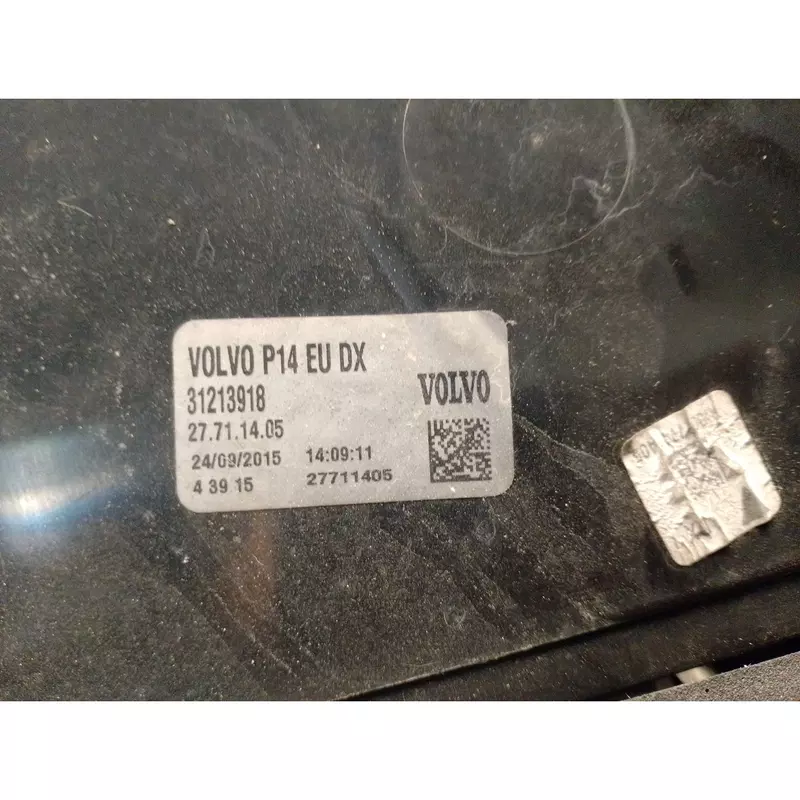 VOLVO P14 EU DX
31213918
VOLVO
27.71.14.05
24/09/2015 14:09:11
4 39 15 27711405